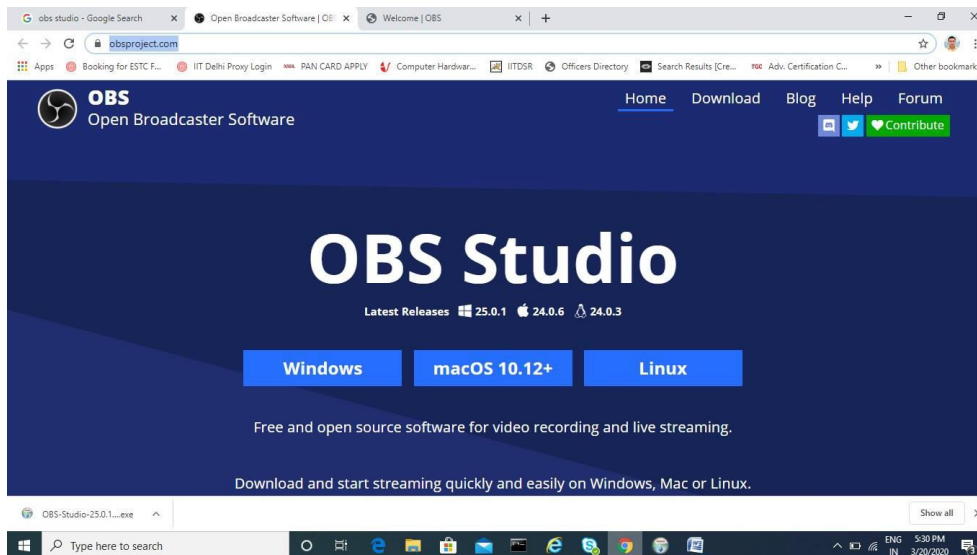 obs studio - Google Search
Open Broadcaster Software | OB
Welcome | OBS
obsproject.com
Apps Booking for ESTC F... IIT Delhi Proxy Login PAN CARD APPLY Computer Hardwar... IITDSR Officers Directory Search Results [Cre... Adv. Certification C... » Other bookmark
OBS
Open Broadcaster Software
Home Download Blog Help Forum
Contribute
OBS Studio
Latest Releases 25.0.1 24.0.6 24.0.3
Windows macOS 10.12+ Linux
Free and open source software for video recording and live streaming.
Download and start streaming quickly and easily on Windows, Mac or Linux.
OBS-Studio-25.0.1....exe
Show all
Type here to search
ENG
IN
5:30 PM
3/20/2020